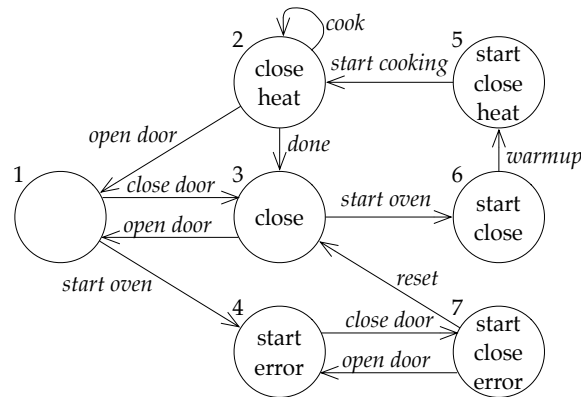 cook
2
close
heat
5
start
close
heat
start cooking
open door
done
warmup
1
close door
3
close
start oven
6
start
close
open door
start oven
reset
4
start
error
close door
7
start
close
error
open door